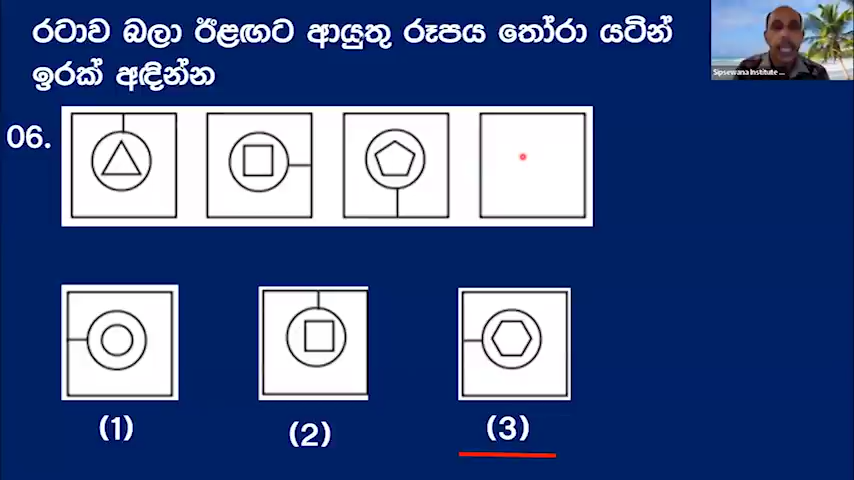 රටාව බලා ඊළඟට ආයුතු රූපය තෝරා යටින්
ඉරක් අඳින්න
Sipsewana Institute ...
06.
(1)
(2)
(3)